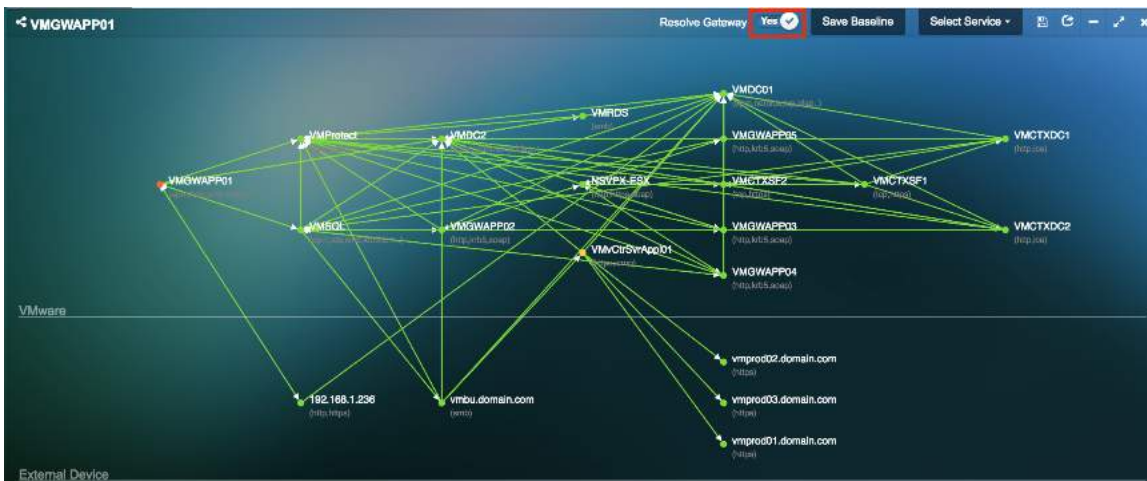 VMGWAPP01
Resolve Gateway Yes Save Baseline Select Service
VMDC01
VMRDS
(smb)
VMProtect
VMDC2
VMGWAPP05
(http,krb5,soap)
VMCTXDC1
(http,ica)
VMGWAPP01
NSVPX-ESX
VMCTXSF2
VMCTXSF1
VMSQL
VMGWAPP02
(http,krb5,soap)
VMGWAPP03
(http,krb5,soap)
VMCTXDC2
(http,ica)
VMvCtrSvrAppl01
VMGWAPP04
(http,krb5,soap)
VMware
vmprod02.domain.com
(https)
192.168.1.236
(http,https)
vmbu.domain.com
(smb)
vmprod03.domain.com
(https)
vmprod01.domain.com
(https)
External Device